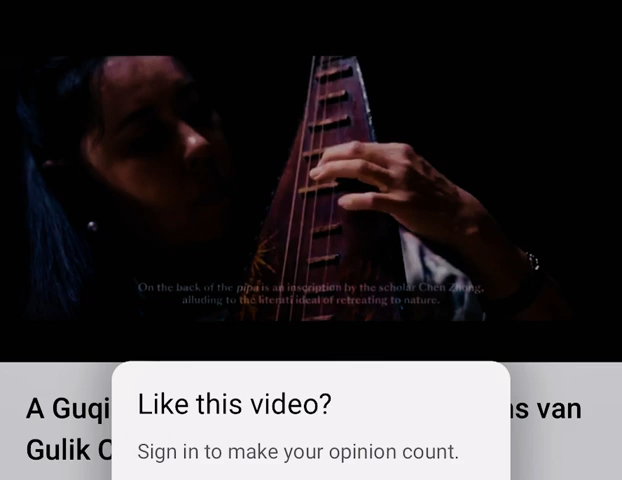 On the back of the pipa is an inscription by the scholar Chen Zhong,
alluding to the literati ideal of retreating to nature.
A Guqi
ns van
Gulik C
Like this video?
Sign in to make your opinion count.